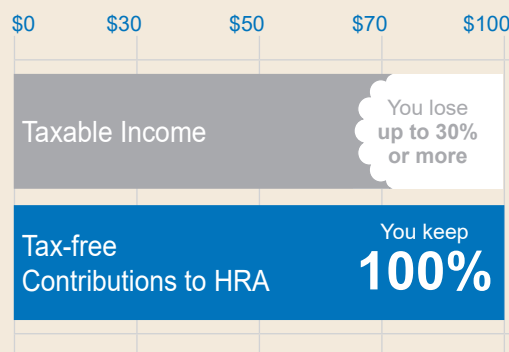 $0 $30 $50 $70 $100
Taxable Income
You lose
up to 30%
or more
Tax-free
Contributions to HRA
You keep
100%